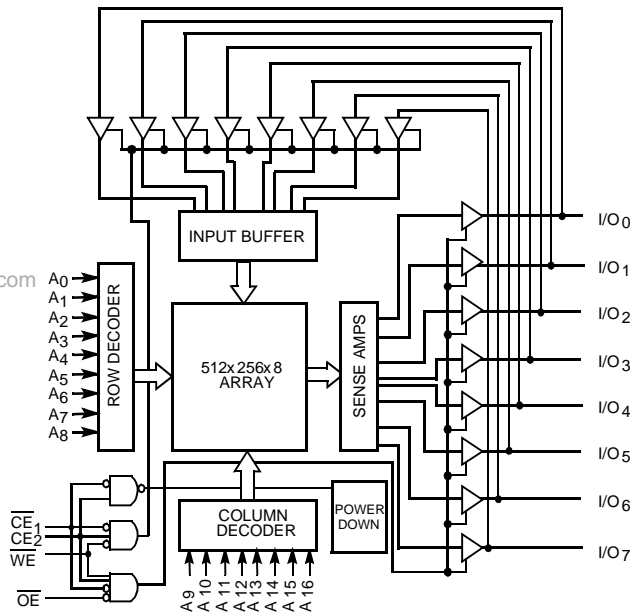 INPUT BUFFER
com
A0
A1
A2
A3
A4
A5
A6
A7
A8
ROW DECODER
512x256x8
ARRAY
SENSE AMPS
I/O0
I/O1
I/O2
I/O3
I/O4
I/O5
I/O6
I/O7
CE1
CE2
WE
OE
COLUMN
DECODER
POWER
DOWN
A9
A10
A11
A12
A13
A14
A15
A16